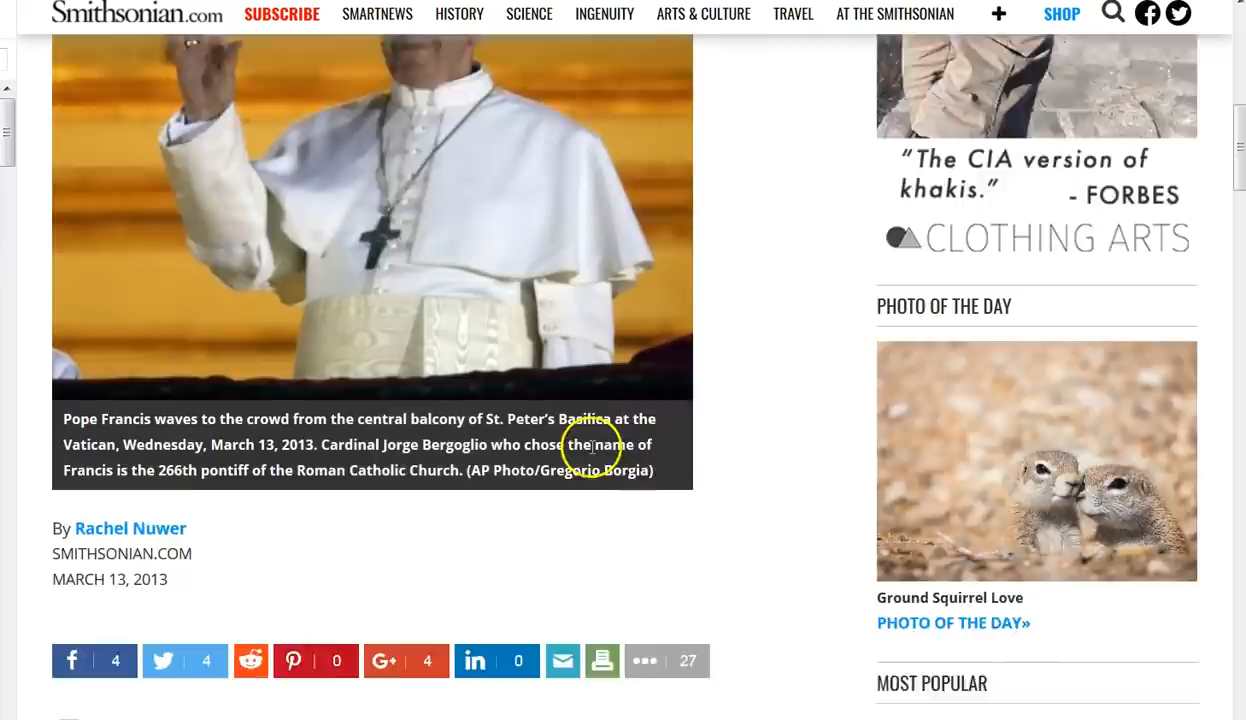 Smithsonian.com SUBSCRIBE SMARTNEWS HISTORY SCIENCE INGENUITY ARTS & CULTURE TRAVEL AT THE SMITHSONIAN + SHOP
“The CIA version of
khakis.” - FORBES
CLOTHING ARTS
PHOTO OF THE DAY
Pope Francis waves to the crowd from the central balcony of St. Peter’s Basilica at the
Vatican, Wednesday, March 13, 2013. Cardinal Jorge Bergoglio who chose the name of
Francis is the 266th pontiff of the Roman Catholic Church. (AP Photo/Gregorio Borgia)
By Rachel Nuwer
SMITHSONIAN.COM
MARCH 13, 2013
Ground Squirrel Love
PHOTO OF THE DAY»
f 4 4 0 G+ 4 in 0 27
MOST POPULAR